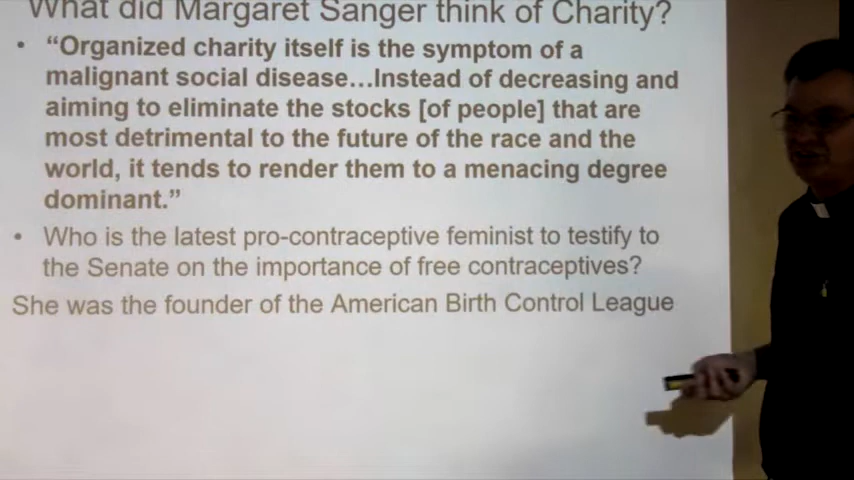 What did Margaret Sanger think of Charity?
• “Organized charity itself is the symptom of a
malignant social disease…Instead of decreasing and
aiming to eliminate the stocks [of people] that are
most detrimental to the future of the race and the
world, it tends to render them to a menacing degree
dominant.”
• Who is the latest pro-contraceptive feminist to testify to
the Senate on the importance of free contraceptives?
She was the founder of the American Birth Control League